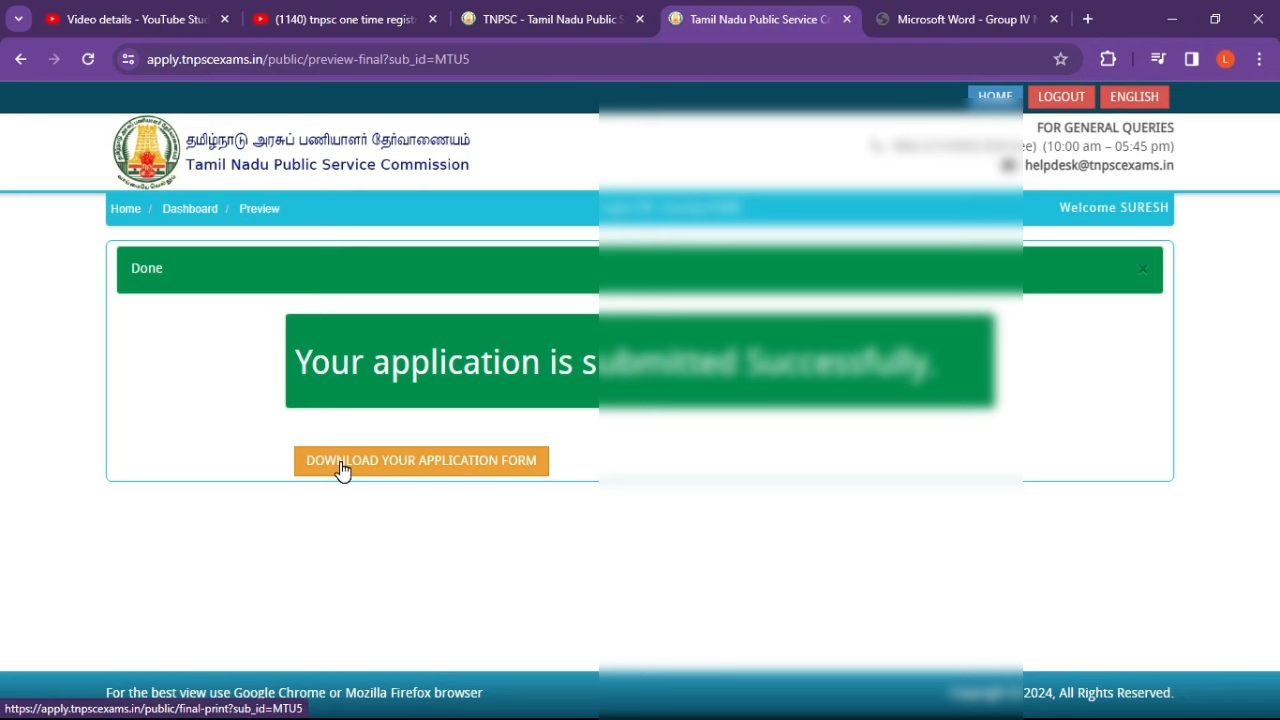 Video details - YouTube Stu
(1140) tnpsc one time regist
TNPSC - Tamil Nadu Public S
Tamil Nadu Public Service Co
Microsoft Word - Group IV
apply.tnpscexams.in/public/preview-final?sub_id=MTU5
L
HOME LOGOUT ENGLISH
தமிழ்நாடு அரசுப் பணியாளர் தேர்வாணையம்
Tamil Nadu Public Service Commission
FOR GENERAL QUERIES
(10:00 am – 05:45 pm)
helpdesk@tnpscexams.in
Home / Dashboard / Preview
Welcome SURESH
Done
×
Your application is submitted Successfully.
DOWNLOAD YOUR APPLICATION FORM
For the best view use Google Chrome or Mozilla Firefox browser
2024, All Rights Reserved.
https://apply.tnpscexams.in/public/final-print?sub_id=MTU5